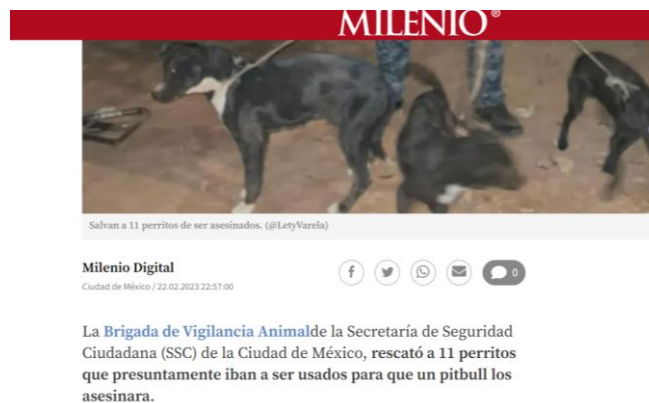 MILENIO®
Salvan a 11 perritos de ser asesinados. (@LetyVarela)
Milenio Digital
Ciudad de México / 22.02.2023 22:57:00
0
La Brigada de Vigilancia Animalde la Secretaría de Seguridad
Ciudadana (SSC) de la Ciudad de México, rescató a 11 perritos
que presuntamente iban a ser usados para que un pitbull los
asesinara.